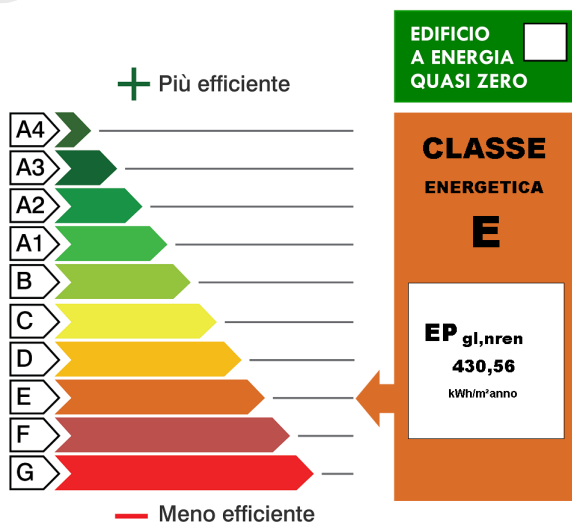 EDIFICIO
A ENERGIA
QUASI ZERO
+ Più efficiente
A4
A3
A2
A1
B
C
D
E
F
G
— Meno efficiente
CLASSE
ENERGETICA
E
EP gl,nren
430,56
kWh/m²anno